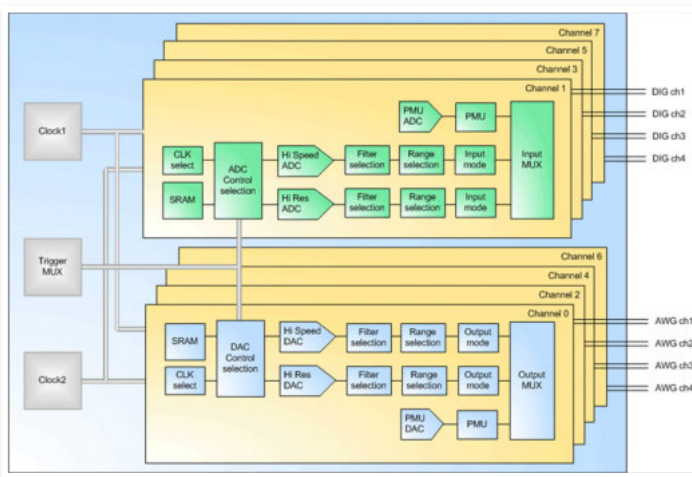 Channel 7
Channel 5
Channel 3
Channel 1
DIG ch1
DIG ch2
DIG ch3
DIG ch4
Clock1
PMU
ADC
PMU
CLK
select
ADC
Control
selection
Hi Speed
ADC
Filter
selection
Range
selection
Input
mode
Input
MUX
SRAM
Hi Res
ADC
Filter
selection
Range
selection
Input
mode
Trigger
MUX
Channel 6
Channel 4
Channel 2
Channel 0
AWG ch1
AWG ch2
AWG ch3
AWG ch4
SRAM
DAC
Control
selection
Hi Speed
DAC
Filter
selection
Range
selection
Output
mode
Output
MUX
Clock2
CLK
select
Hi Res
DAC
Filter
selection
Range
selection
Output
mode
PMU
DAC
PMU